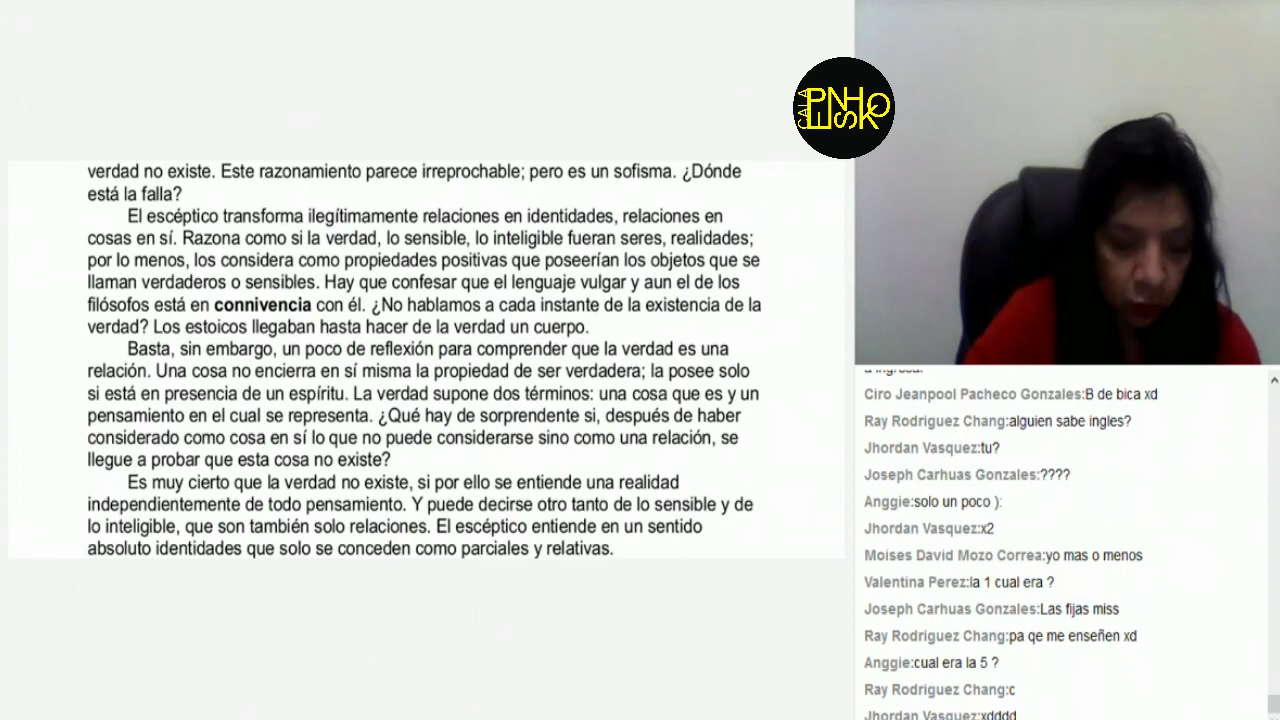 verdad no existe. Este razonamiento parece irreprochable; pero es un sofisma. ¿Dónde
está la falla?
El escéptico transforma ilegítimamente relaciones en identidades, relaciones en
cosas en sí. Razona como si la verdad, lo sensible, lo inteligible fueran seres, realidades;
por lo menos, los considera como propiedades positivas que poseerían los objetos que se
llaman verdaderos o sensibles. Hay que confesar que el lenguaje vulgar y aun el de los
filósofos está en connivencia con él. ¿No hablamos a cada instante de la existencia de la
verdad? Los estoicos llegaban hasta hacer de la verdad un cuerpo.
Basta, sin embargo, un poco de reflexión para comprender que la verdad es una
relación. Una cosa no encierra en sí misma la propiedad de ser verdadera; la posee solo
si está en presencia de un espíritu. La verdad supone dos términos: una cosa que es y un
pensamiento en el cual se representa. ¿Qué hay de sorprendente si, después de haber
considerado como cosa en sí lo que no puede considerarse sino como una relación, se
llegue a probar que esta cosa no existe?
Es muy cierto que la verdad no existe, si por ello se entiende una realidad
independientemente de todo pensamiento. Y puede decirse otro tanto de lo sensible y de
lo inteligible, que son también solo relaciones. El escéptico entiende en un sentido
absoluto identidades que solo se conceden como parciales y relativas.
CALA
Ciro Jeanpool Pacheco Gonzales:B de bica xd
Ray Rodriguez Chang:alguien sabe ingles?
Jhordan Vasquez:tu?
Joseph Carhuas Gonzales:????
Anggie:solo un poco ):
Jhordan Vasquez:x2
Moises David Mozo Correa:yo mas o menos
Valentina Perez:la 1 cual era ?
Joseph Carhuas Gonzales:Las fijas miss
Ray Rodriguez Chang:pa qe me enseñen xd
Anggie:cual era la 5 ?
Ray Rodriguez Chang:c
Jhordan Vasquez:xdddd